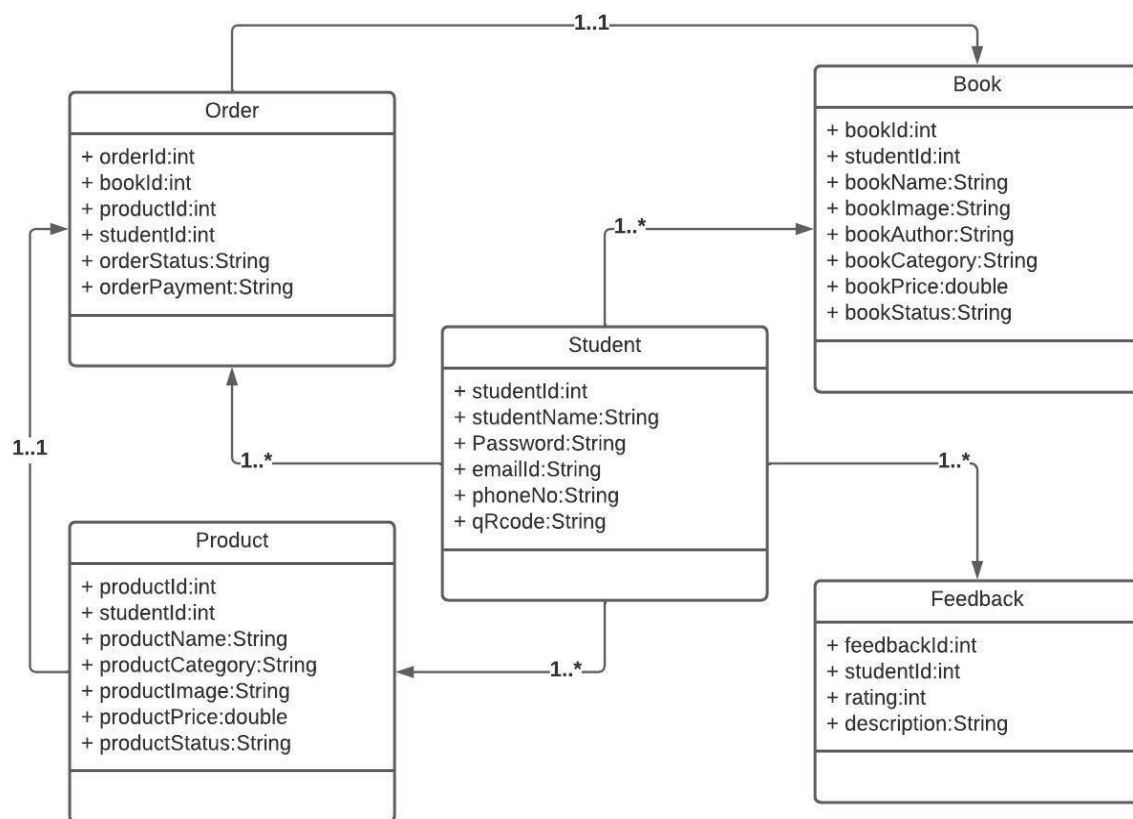 1..1
Order
+ orderId:int
+ bookId:int
+ productId:int
+ studentId:int
+ orderStatus:String
+ orderPayment:String
Book
+ bookId:int
+ studentId:int
+ bookName:String
+ bookImage:String
+ bookAuthor:String
+ bookCategory:String
+ bookPrice:double
+ bookStatus:String
1..*
Student
+ studentId:int
+ studentName:String
+ Password:String
+ emailId:String
+ phoneNo:String
+ qRcode:String
1..1
1..*
1..*
Product
+ productId:int
+ studentId:int
+ productName:String
+ productCategory:String
+ productImage:String
+ productPrice:double
+ productStatus:String
1..*
Feedback
+ feedbackId:int
+ studentId:int
+ rating:int
+ description:String